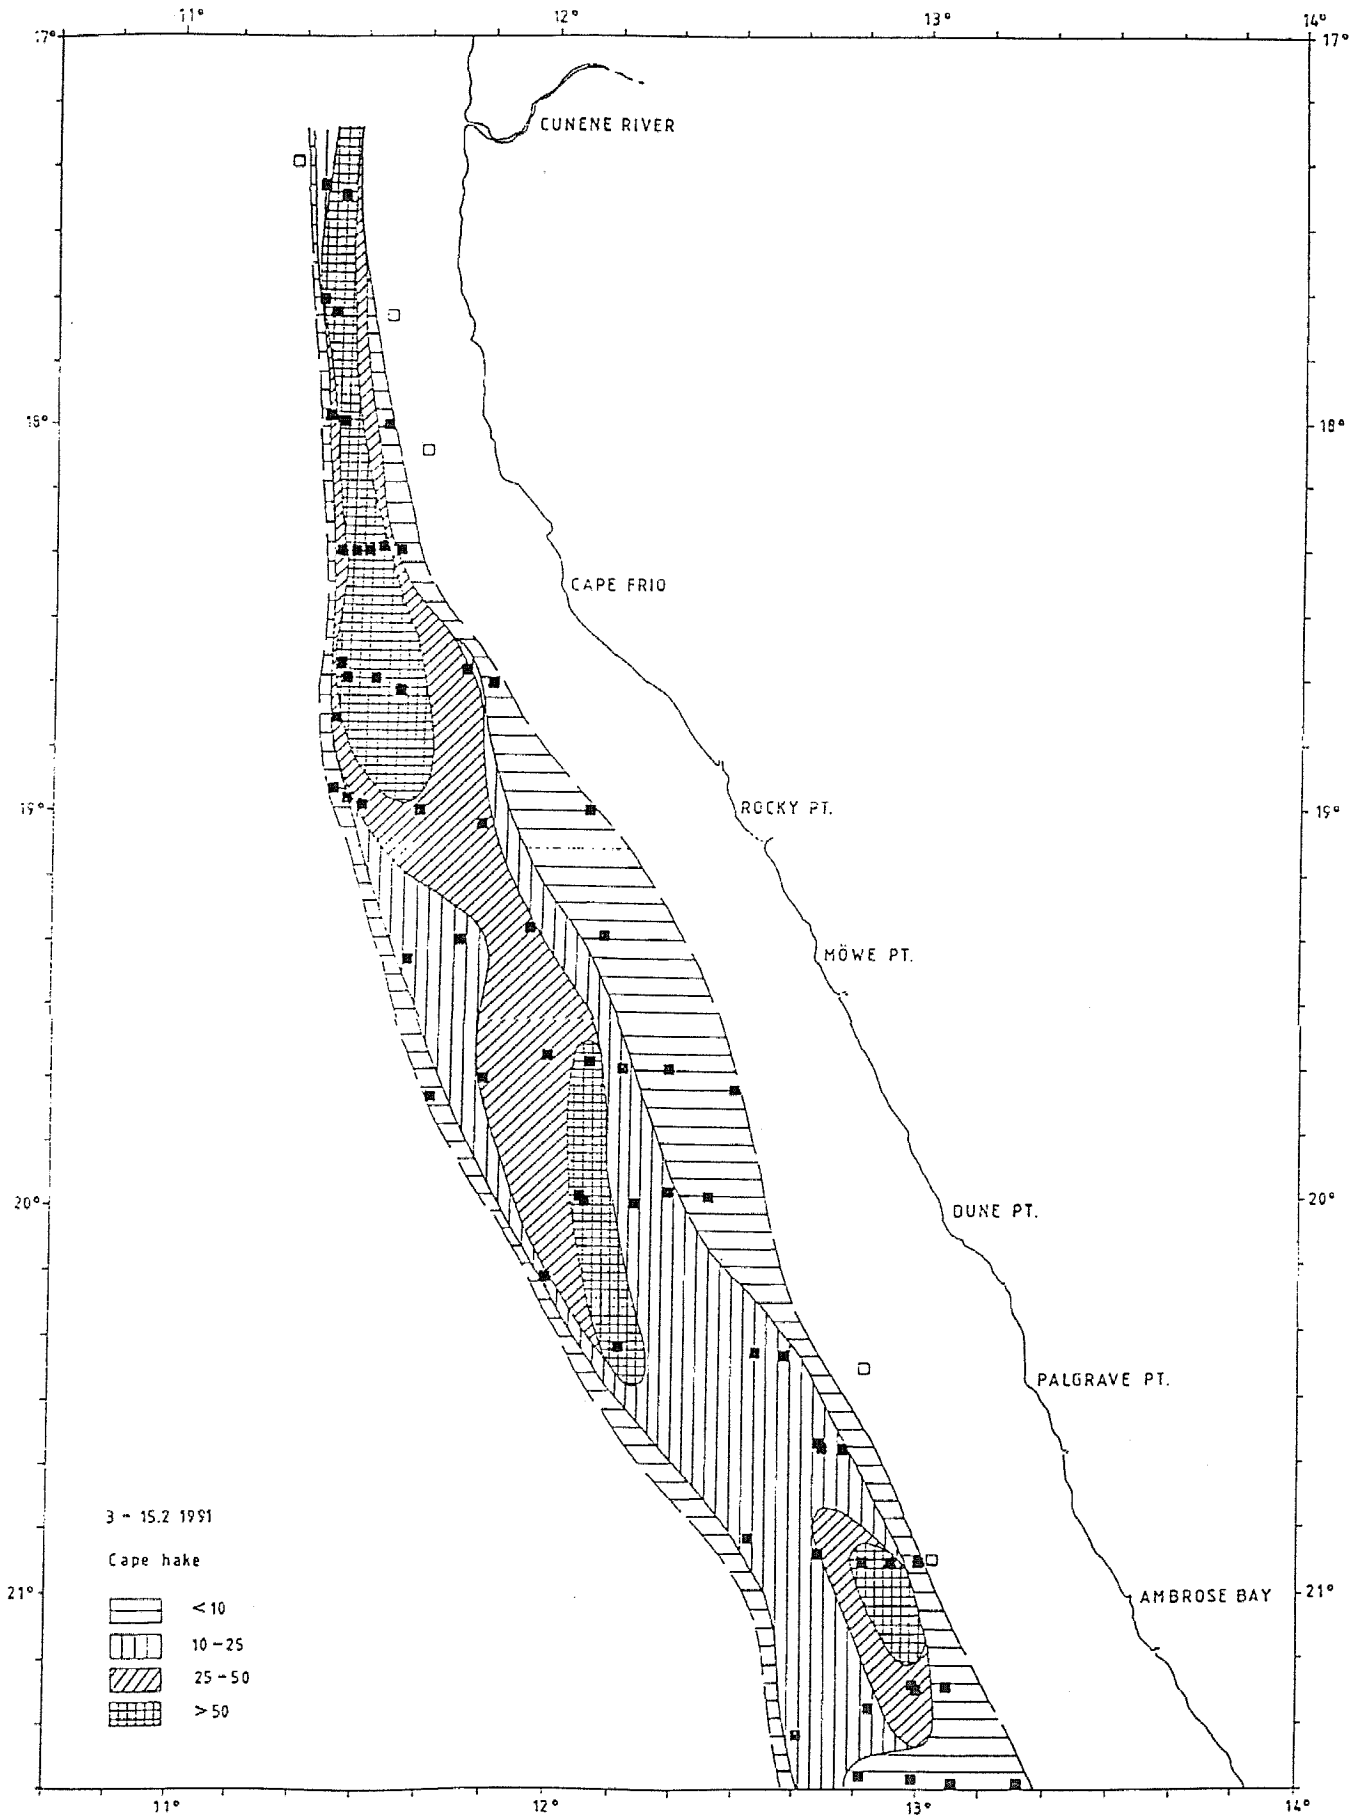 11° 12° 13° 14°
17° 17°
CUNENE RIVER
18° 18°
CAPE FRIO
19° ROCKY PT. 19°
MÖWE PT.
20° 20°
DUNE PT.
PALGRAVE PT.
3 - 15.2 1991
Cape hake
21° AMBROSE BAY 21°
< 10
10 - 25
25 - 50
> 50
11° 12° 13° 14°